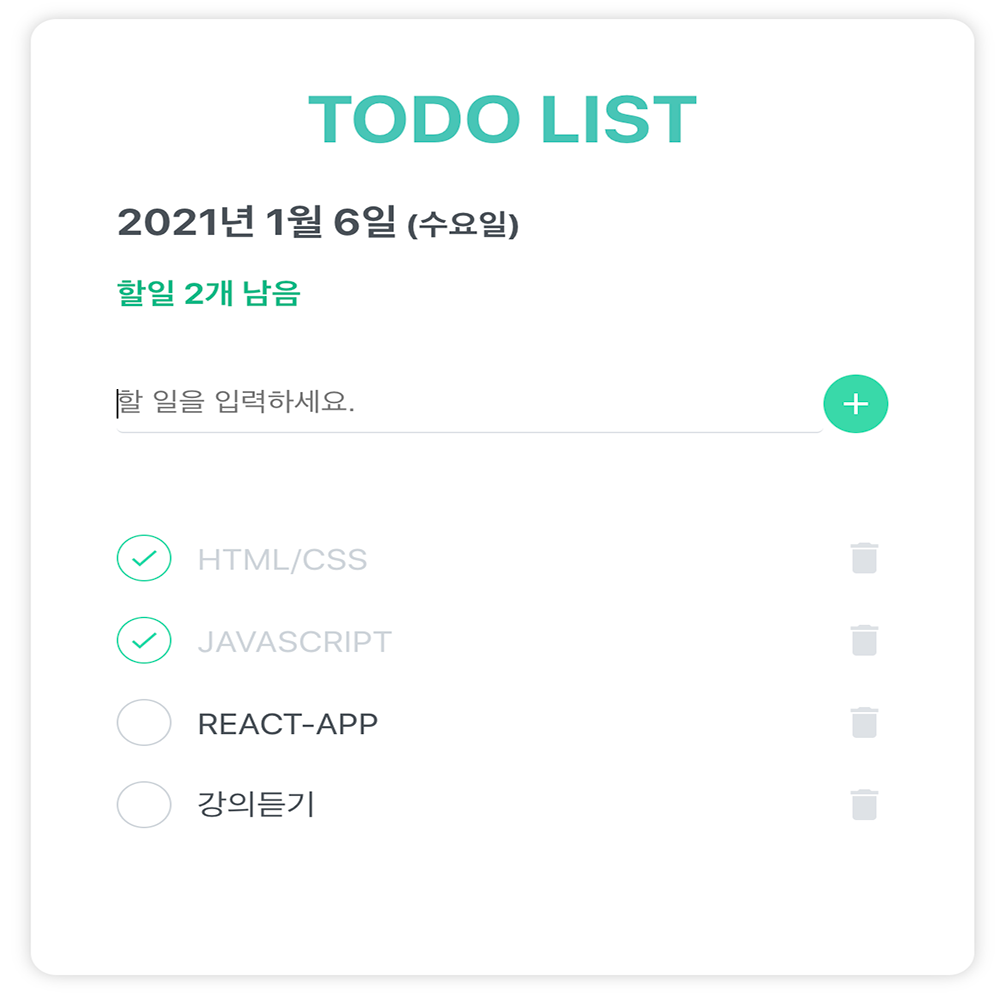 TODO LIST
2021년 1월 6일 (수요일)
할일 2개 남음
할 일을 입력하세요.
HTML/CSS
JAVASCRIPT
REACT-APP
강의듣기